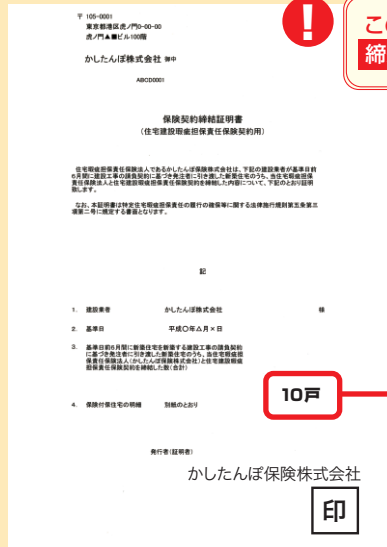 〒 105-0001
東京都港区虎ノ門0-00-00
虎ノ門▲■ビル100階
かしたんぽ株式会社 御中
ABCD0001
!
この
締
保険契約締結証明書
(住宅建設瑕疵担保責任保険契約用)
住宅瑕疵担保責任保険法人であるかしたんぽ保険株式会社は、下記の建設業者が基準日前
6月間に建設工事の請負契約に基づき発注者に引き渡した新築住宅のうち、当住宅瑕疵担保
責任保険法人と住宅建設瑕疵担保責任保険契約を締結した内容について、下記のとおり証明
致します。
なお、本証明書は特定住宅瑕疵担保責任の履行の確保等に関する法律施行規則第五条第三
項第二号に規定する書面となります。
記
1. 建設業者 かしたんぽ株式会社 様
2. 基準日 平成〇年△月×日
3. 基準日前6月間に新築住宅を新築する建設工事の請負契約
に基づき発注者に引き渡した新築住宅のうち、当住宅瑕疵担
保責任保険法人(かしたんぽ保険株式会社)と住宅建設瑕疵
担保責任保険契約を締結した数(合計)
10戸
4. 保険付保住宅の明細 別紙のとおり
発行者(証明者)
かしたんぽ保険株式会社
印